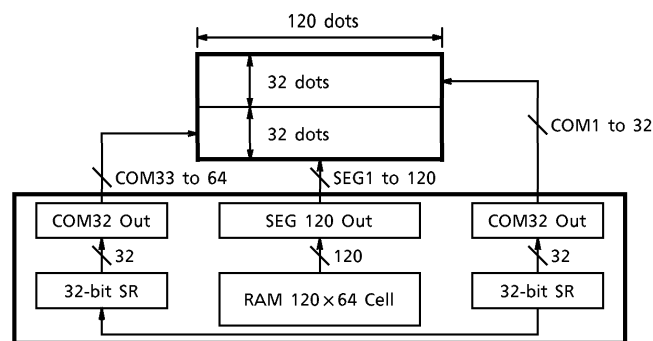 120 dots
32 dots
32 dots
COM1 to 32
COM33 to 64
SEG1 to 120
COM32 Out
SEG 120 Out
COM32 Out
32
120
32
32-bit SR
RAM 120×64 Cell
32-bit SR